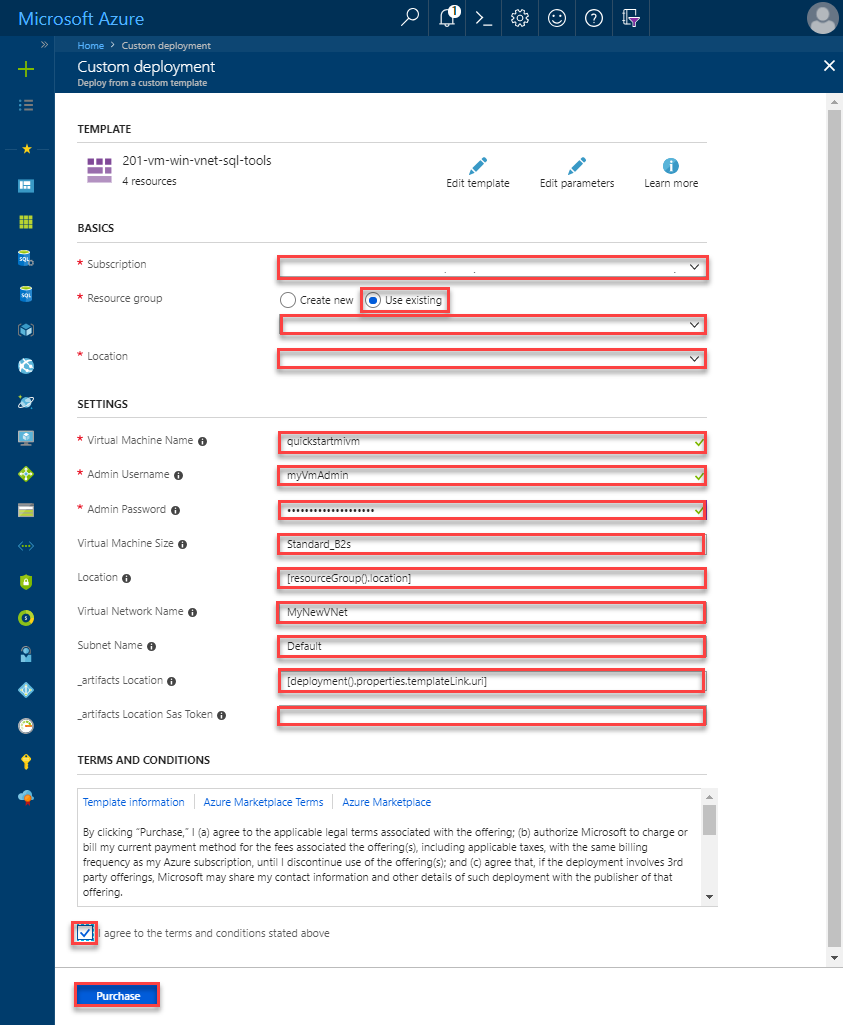 Microsoft Azure
1
Home > Custom deployment
Custom deployment
Deploy from a custom template
TEMPLATE
201-vm-win-vnet-sql-tools
4 resources
Edit template
Edit parameters
Learn more
BASICS
* Subscription
* Resource group
Create new
Use existing
* Location
SETTINGS
* Virtual Machine Name
quickstartmivm
* Admin Username
myVmAdmin
* Admin Password
••••••••••••••••••••
Virtual Machine Size
Standard_B2s
Location
[resourceGroup().location]
Virtual Network Name
MyNewVNet
Subnet Name
Default
_artifacts Location
[deployment().properties.templateLink.uri]
_artifacts Location Sas Token
TERMS AND CONDITIONS
Template information | Azure Marketplace Terms | Azure Marketplace
By clicking "Purchase," I (a) agree to the applicable legal terms associated with the offering; (b) authorize Microsoft to charge or
bill my current payment method for the fees associated the offering(s), including applicable taxes, with the same billing
frequency as my Azure subscription, until I discontinue use of the offering(s); and (c) agree that, if the deployment involves 3rd
party offerings, Microsoft may share my contact information and other details of such deployment with the publisher of that
offering.
I agree to the terms and conditions stated above
Purchase